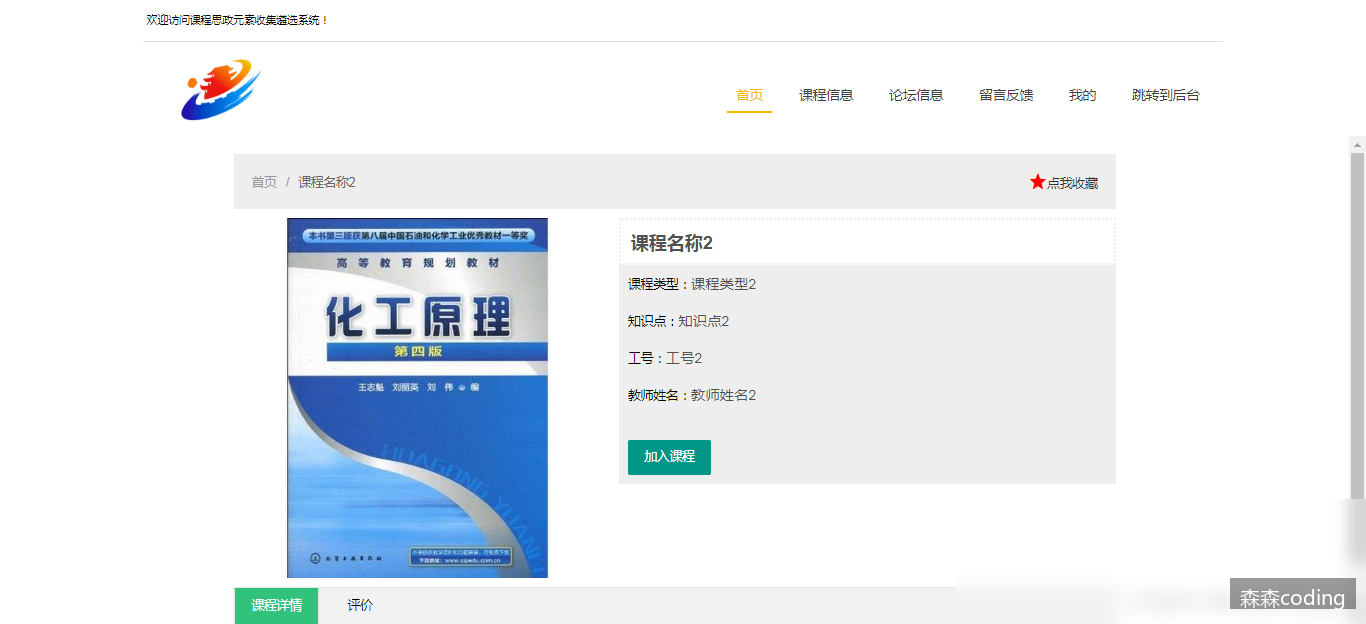 欢迎访问课程思政元素收集遴选系统！
首页 课程信息 论坛信息 留言反馈 我的 跳转到后台
首页 / 课程名称2
★点我收藏
本书第三版获第八届中国石油和化学工业优秀教材一等奖
高等教育规划教材
化工原理
第四版
王志魁 刘丽英 刘伟 编
HUAGONG YUANLI
化学工业出版社
下载地址：www.cipedu.com.cn
课程名称2
课程类型：课程类型2
知识点：知识点2
工号：工号2
教师姓名：教师姓名2
加入课程
课程详情 评价
森森coding